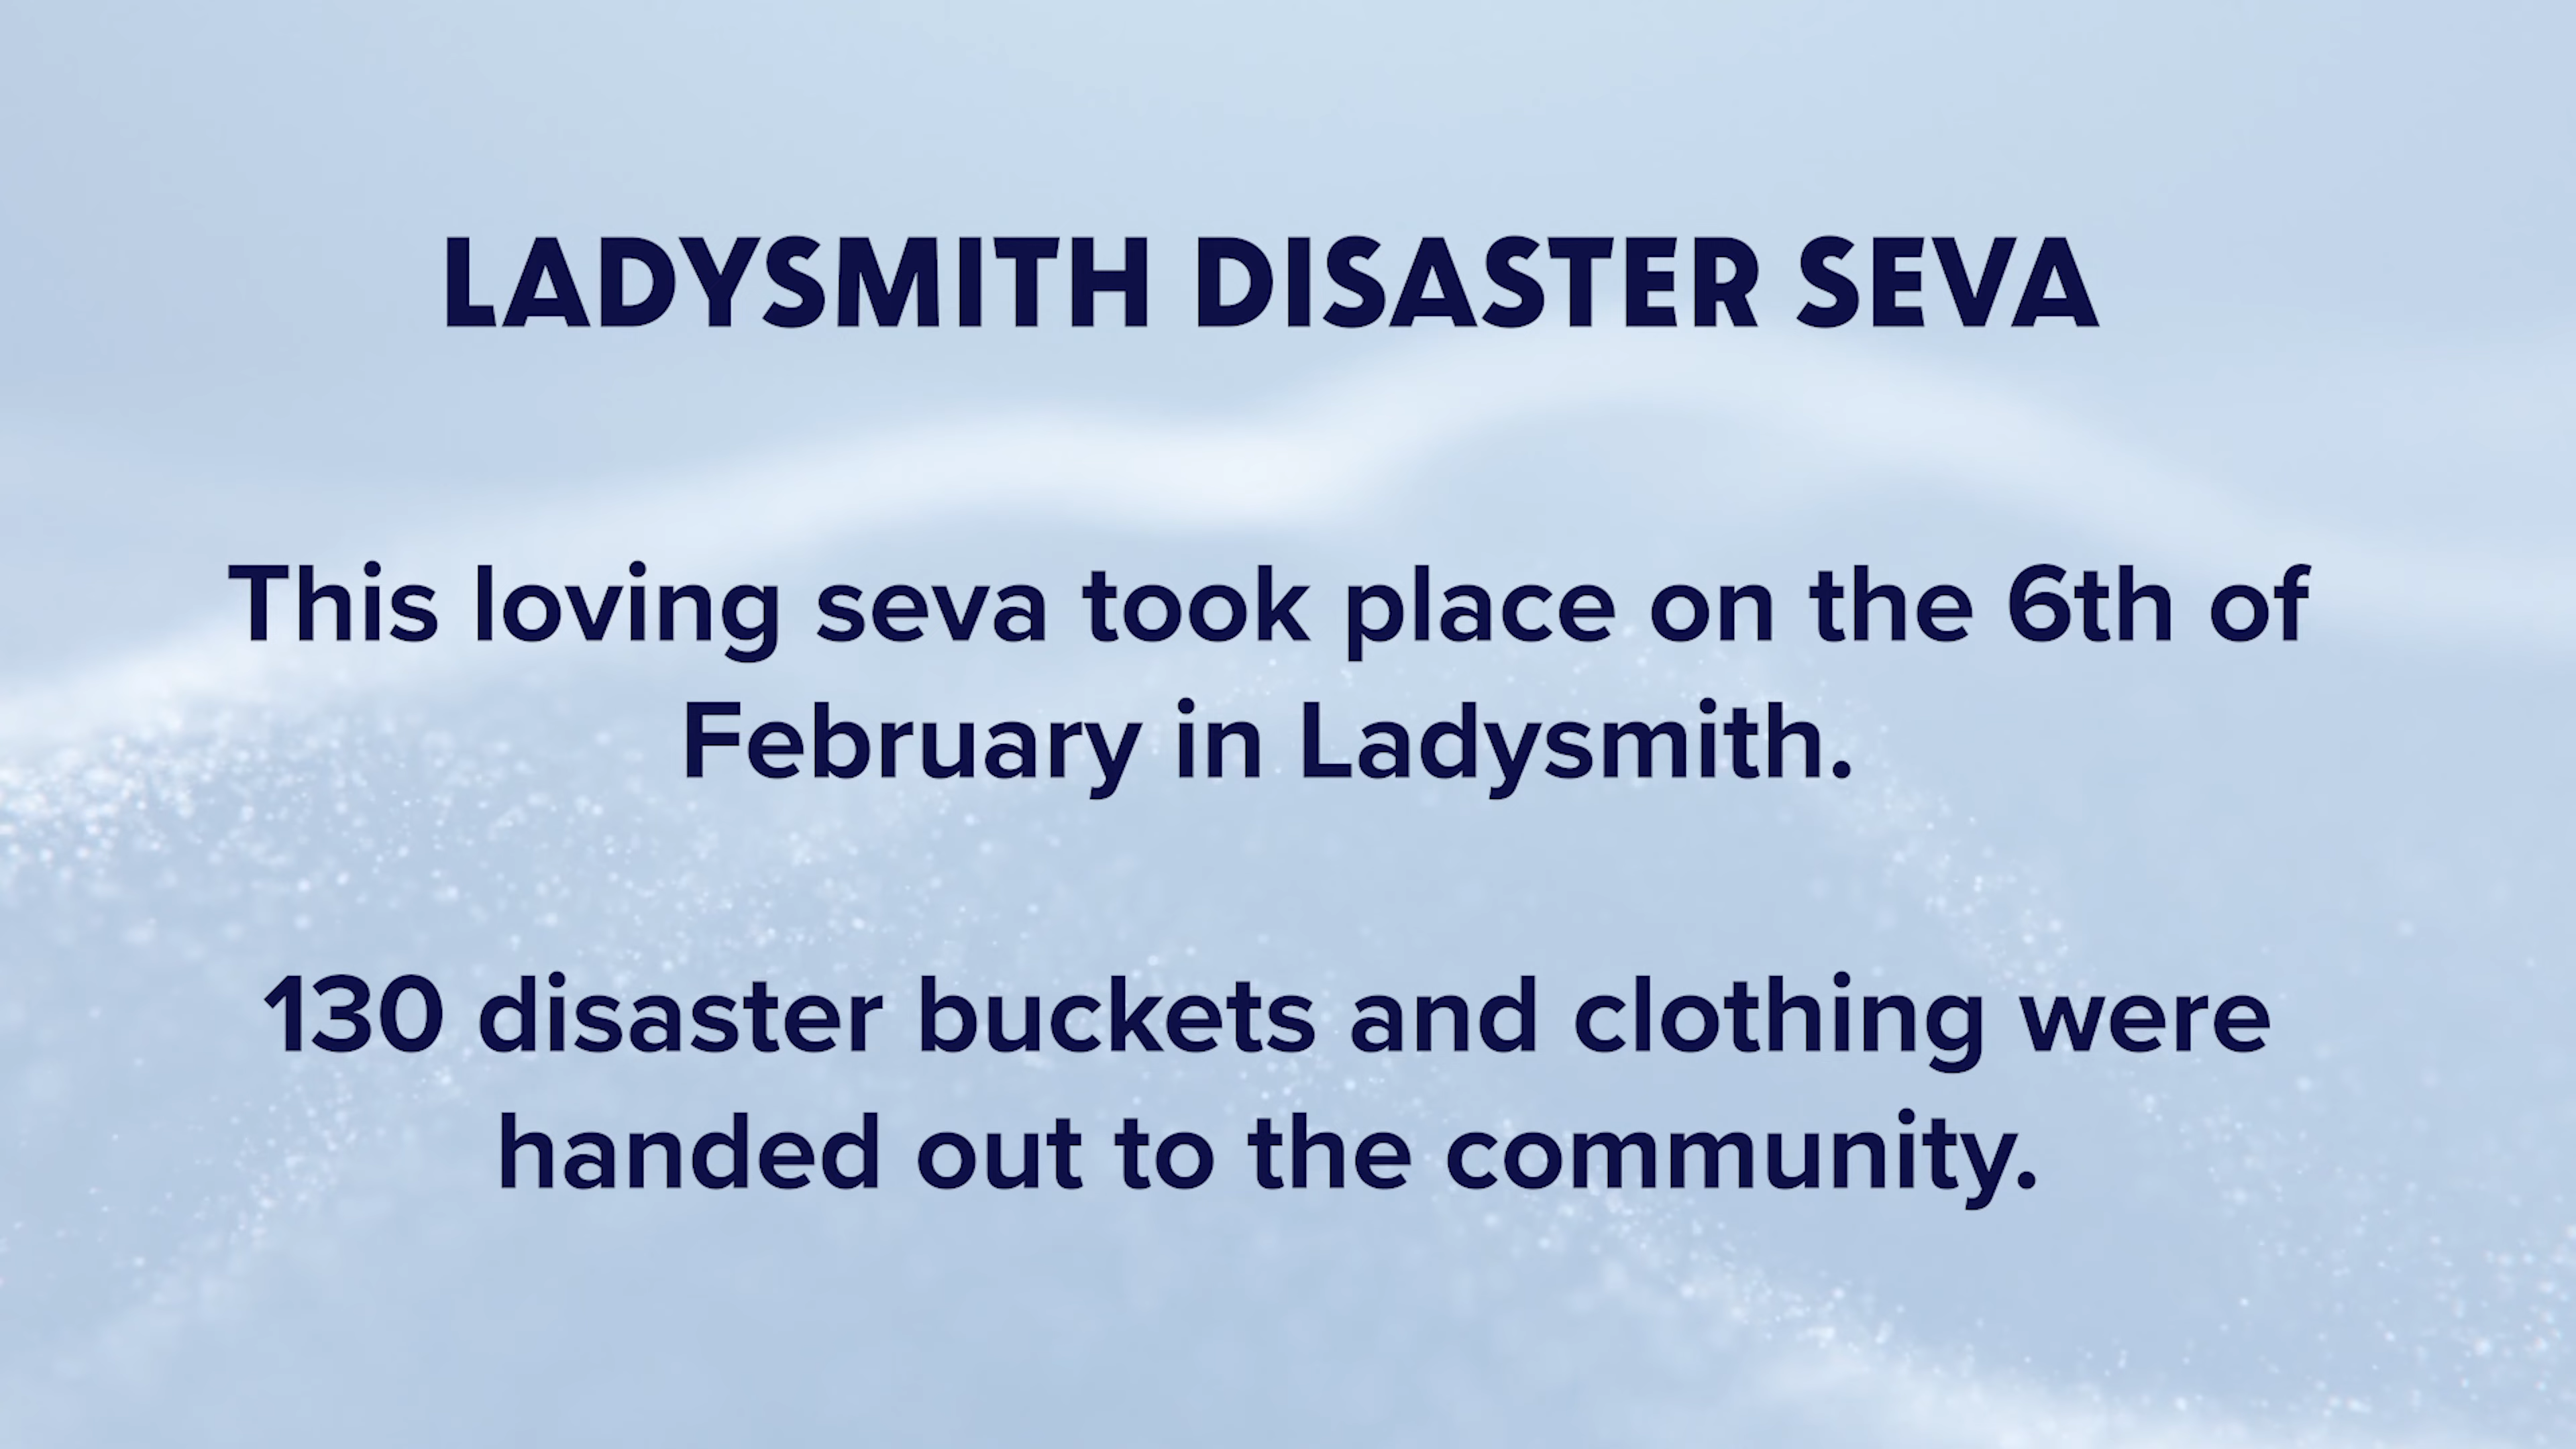 LADYSMITH DISASTER SEVA
This loving seva took place on the 6th of
February in Ladysmith.
130 disaster buckets and clothing were
handed out to the community.